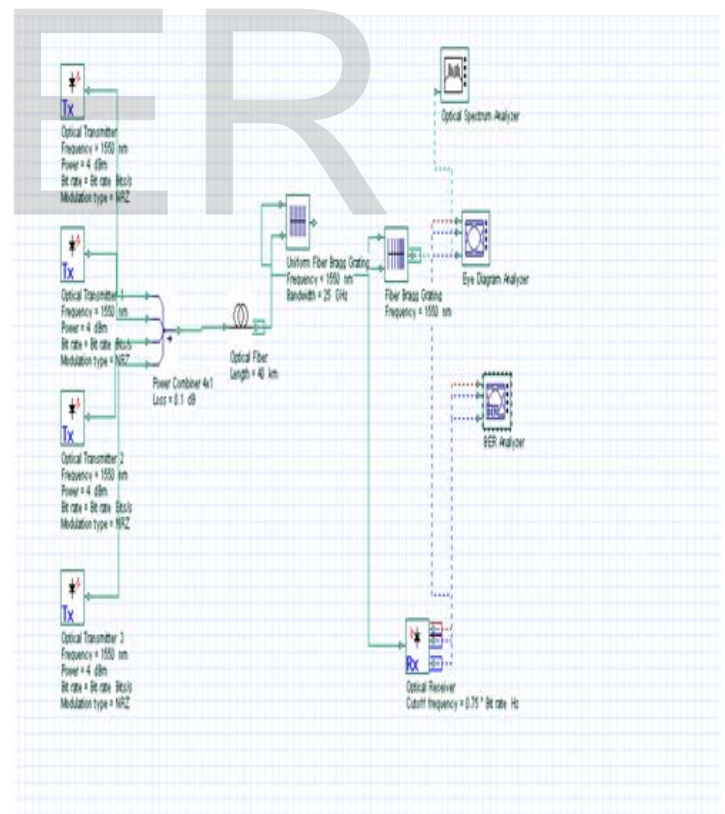 ER
Tx
Optical Transmitter
Frequency = 1550 nm
Power = 4 dBm
Bit rate = Bit rate Bits/s
Modulation type = NRZ
Tx
Optical Transmitter 1
Frequency = 1550 nm
Power = 4 dBm
Bit rate = Bit rate Bits/s
Modulation type = NRZ
Tx
Optical Transmitter 2
Frequency = 1550 nm
Power = 4 dBm
Bit rate = Bit rate Bits/s
Modulation type = NRZ
Tx
Optical Transmitter 3
Frequency = 1550 nm
Power = 4 dBm
Bit rate = Bit rate Bits/s
Modulation type = NRZ
Power Combiner 4x1
Loss = 0.1 dB
Optical Fiber
Length = 40 km
Uniform Fiber Bragg Grating
Frequency = 1550 nm
Bandwidth = 25 GHz
Fiber Bragg Grating
Frequency = 1550 nm
Optical Spectrum Analyzer
Eye Diagram Analyzer
BER
BER Analyzer
Rx
Optical Receiver
Cutoff frequency = 0.75 * Bit rate Hz